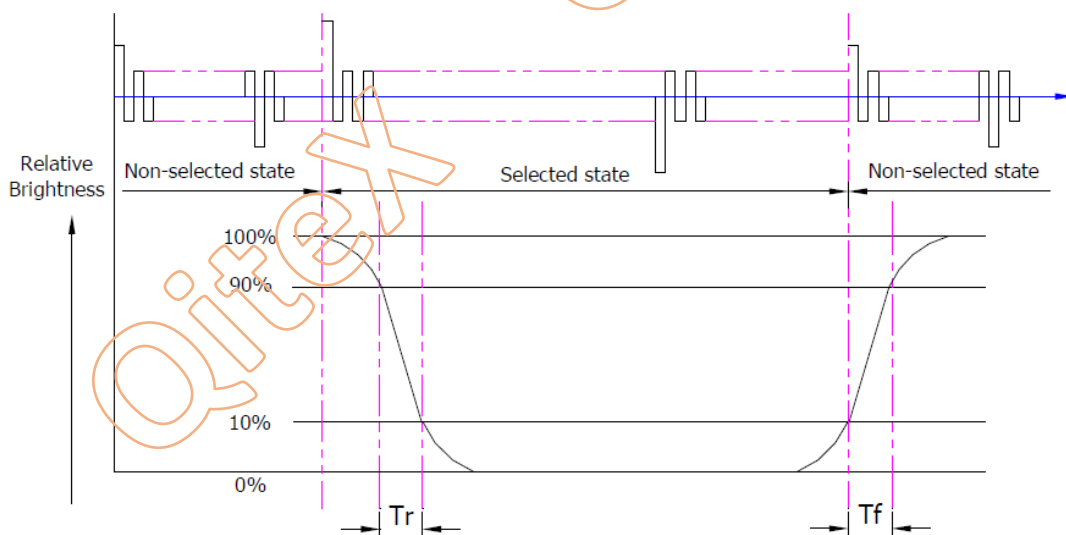 Relative
Brightness
Non-selected state
Selected state
Non-selected state
100%
90%
10%
0%
Tr
Tf
Qitex